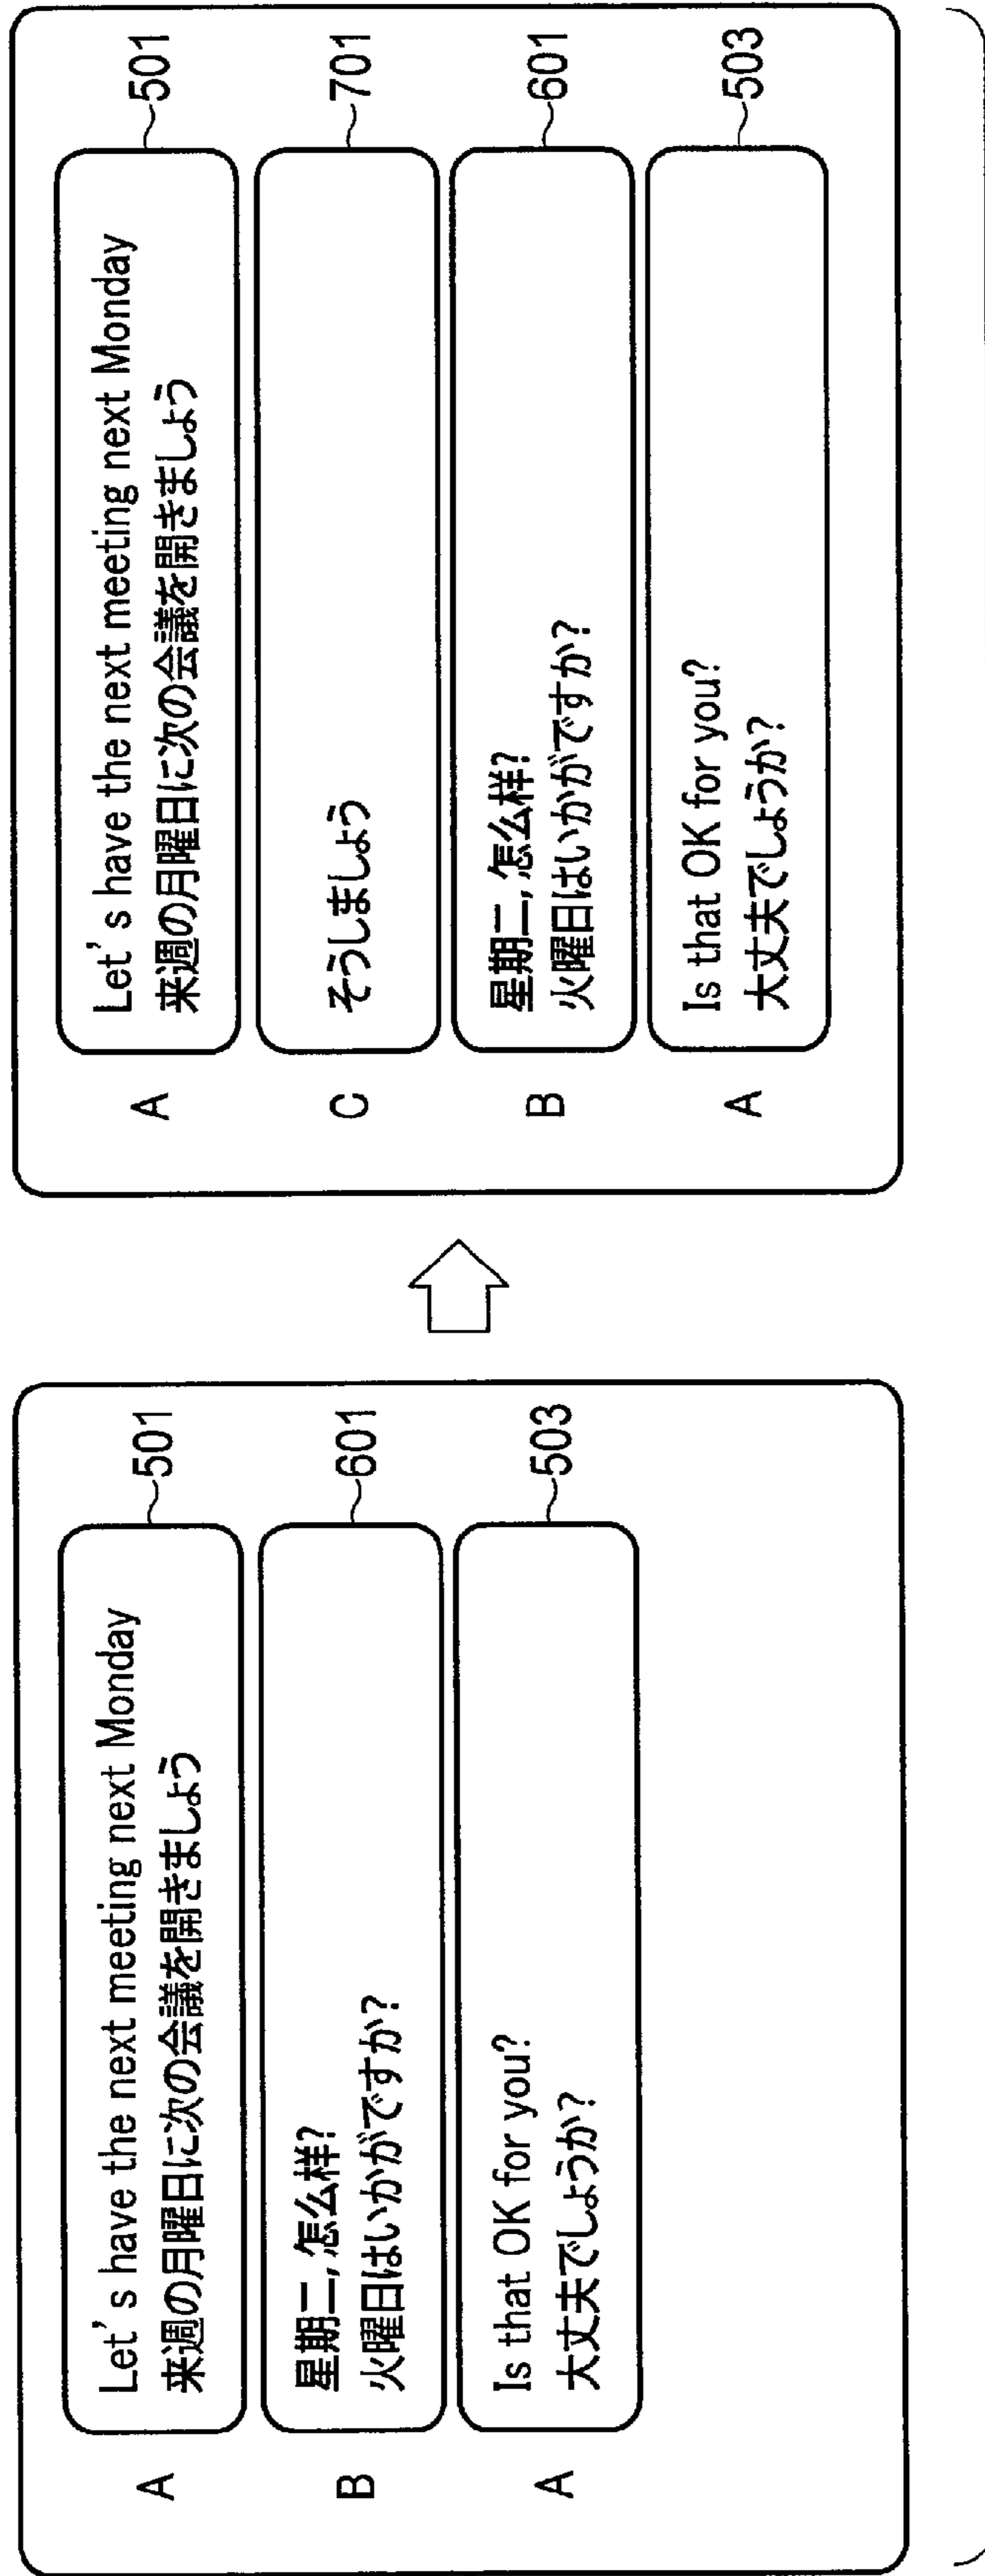 A
Let's have the next meeting next Monday
来週の月曜日に次の会議を開きましょう
501
B
星期二,怎么样?
火曜日はいかがですか?
601
A
Is that OK for you?
大丈夫でしょうか?
503
A
Let's have the next meeting next Monday
来週の月曜日に次の会議を開きましょう
501
C
そうしましょう
701
B
星期二,怎么样?
火曜日はいかがですか?
601
A
Is that OK for you?
大丈夫でしょうか?
503